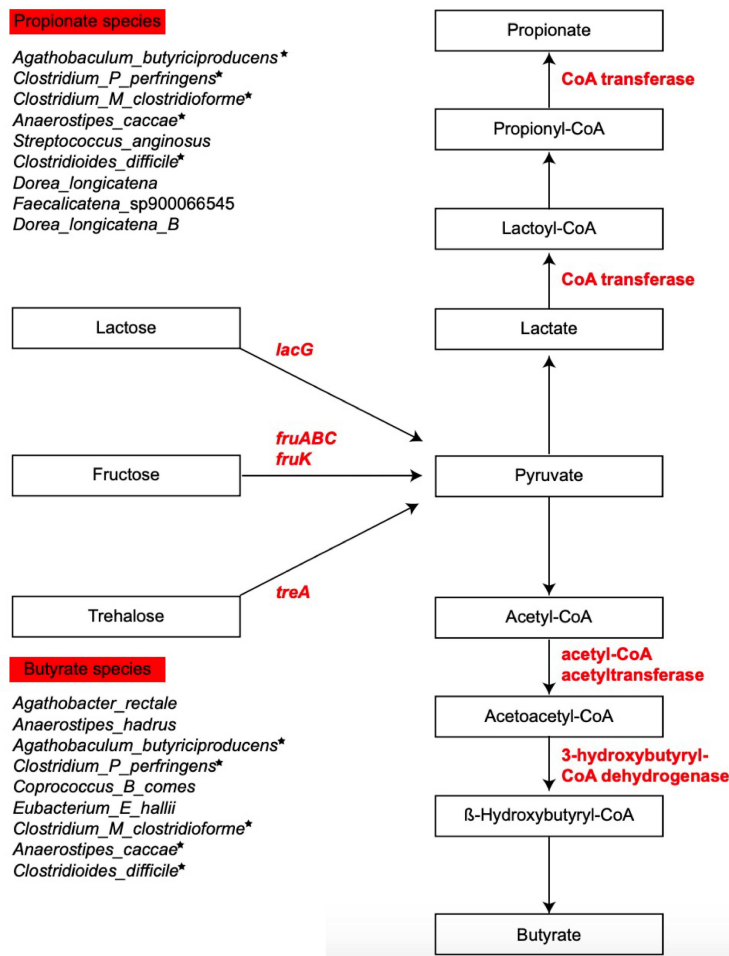 Propionate species
Agathobaculum_butyriciproducens★
Clostridium_P_perfringens★
Clostridium_M_clostridioforme★
Anaerostipes_caccae★
Streptococcus_anginosus
Clostridioides_difficile★
Dorea_longicatena
Faecalicatena_sp900066545
Dorea_longicatena_B
Propionate
CoA transferase
Propionyl-CoA
Lactoyl-CoA
CoA transferase
Lactate
Lactose
lacG
fruABC
fruK
Fructose
Pyruvate
treA
Trehalose
Acetyl-CoA
acetyl-CoA
acetyltransferase
Acetoacetyl-CoA
3-hydroxybutyryl-
CoA dehydrogenase
ß-Hydroxybutyryl-CoA
Butyrate
Butyrate species
Agathobacter_rectale
Anaerostipes_hadrus
Agathobaculum_butyriciproducens★
Clostridium_P_perfringens★
Coprococcus_B_comes
Eubacterium_E_hallii
Clostridium_M_clostridioforme★
Anaerostipes_caccae★
Clostridioides_difficile★